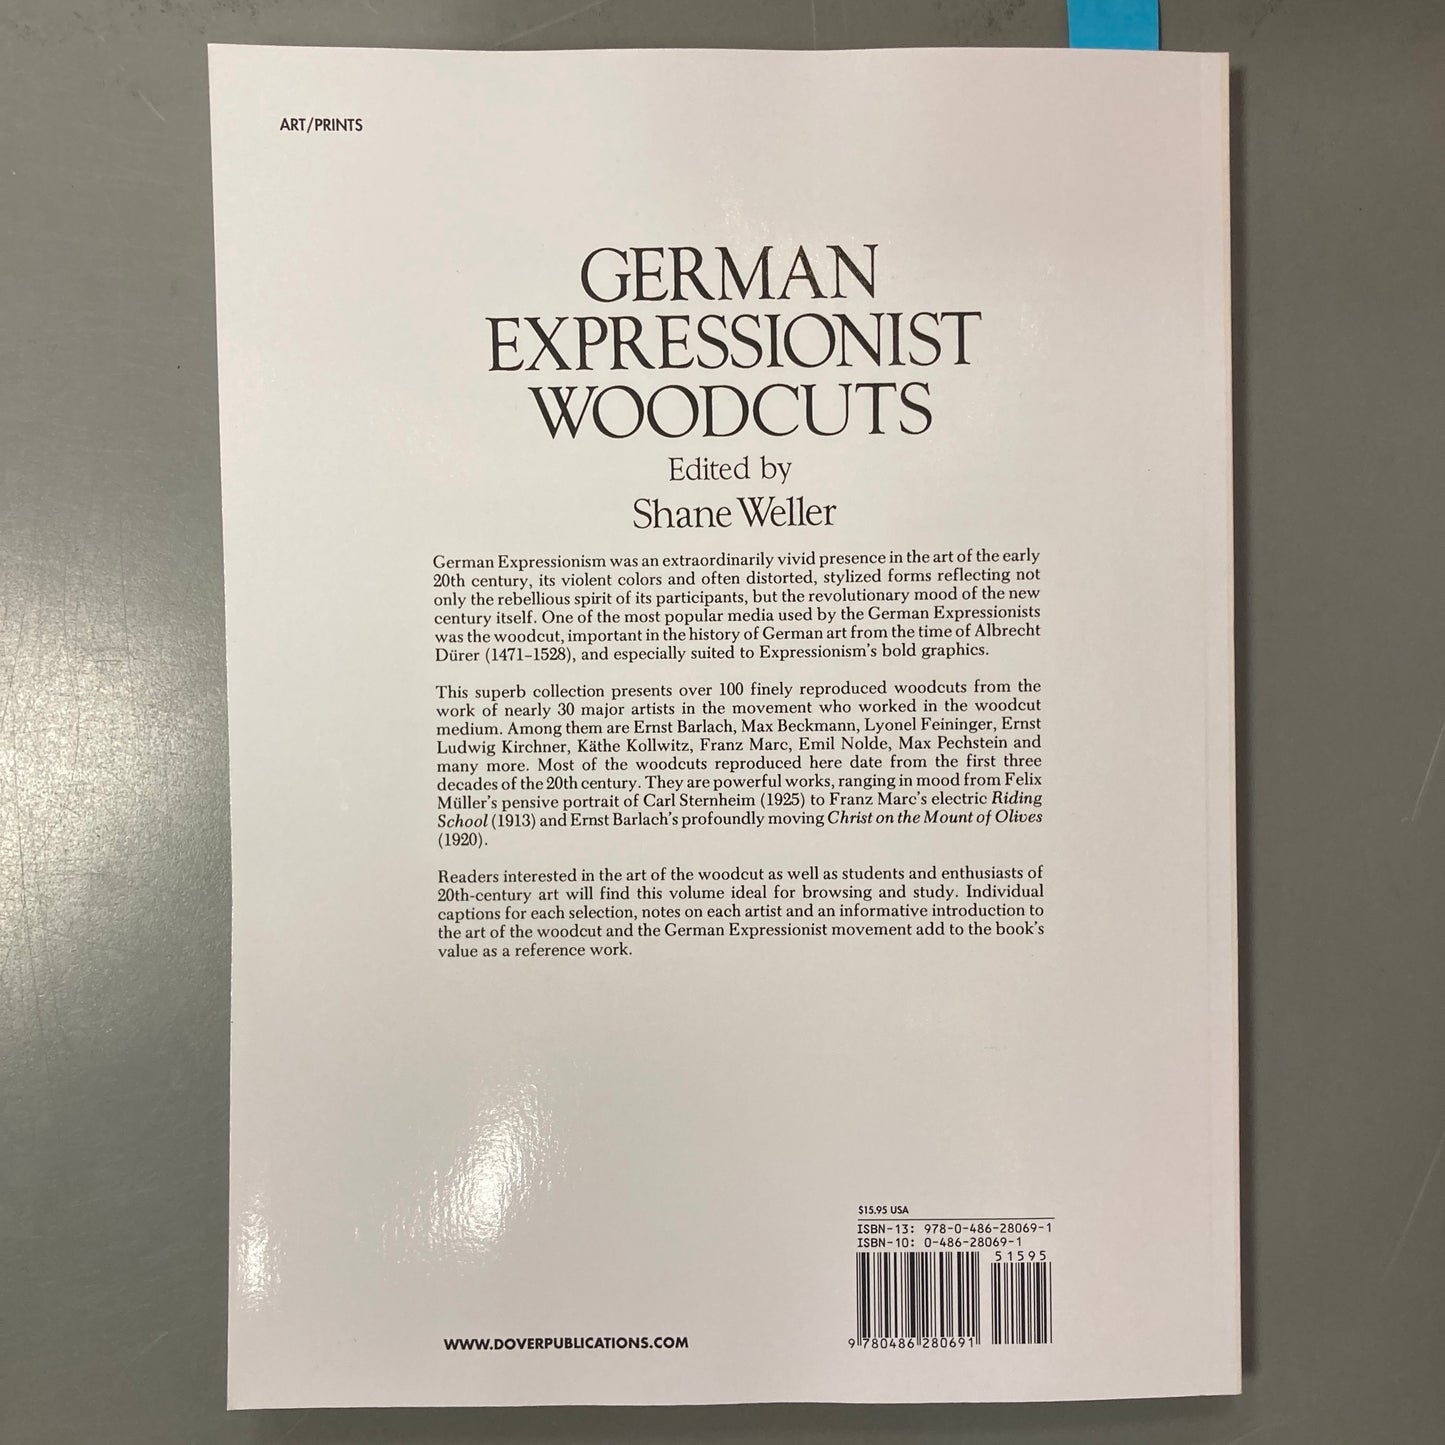 ART/PRINTS
GERMAN
EXPRESSIONIST
WOODCUTS
Edited by
Shane Weller
German Expressionism was an extraordinarily vivid presence in the art of the early
20th century, its violent colors and often distorted, stylized forms reflecting not
only the rebellious spirit of its participants, but the revolutionary mood of the new
century itself. One of the most popular media used by the German Expressionists
was the woodcut, important in the history of German art from the time of Albrecht
Dürer (1471–1528), and especially suited to Expressionism's bold graphics.
This superb collection presents over 100 finely reproduced woodcuts from the
work of nearly 30 major artists in the movement who worked in the woodcut
medium. Among them are Ernst Barlach, Max Beckmann, Lyonel Feininger, Ernst
Ludwig Kirchner, Käthe Kollwitz, Franz Marc, Emil Nolde, Max Pechstein and
many more. Most of the woodcuts reproduced here date from the first three
decades of the 20th century. They are powerful works, ranging in mood from Felix
Müller's pensive portrait of Carl Sternheim (1925) to Franz Marc's electric Riding
School (1913) and Ernst Barlach's profoundly moving Christ on the Mount of Olives
(1920).
Readers interested in the art of the woodcut as well as students and enthusiasts of
20th-century art will find this volume ideal for browsing and study. Individual
captions for each selection, notes on each artist and an informative introduction to
the art of the woodcut and the German Expressionist movement add to the book's
value as a reference work.
$15.95 USA
ISBN-13: 978-0-486-28069-1
ISBN-10: 0-486-28069-1
51595
9 780486 280691
WWW.DOVERPUBLICATIONS.COM